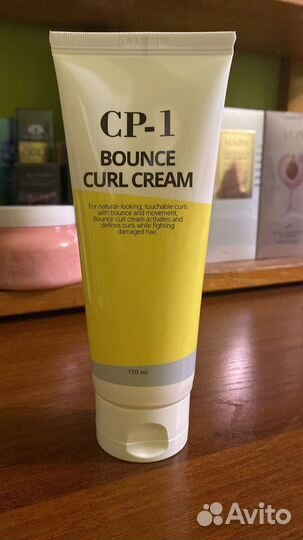 CP-1
BOUNCE
CURL CREAM
For natural-looking, touchable curls
with bounce and movement,
Bounce curl cream activates and
defines curls while fighting
damaged hair.
150 ml
Avito